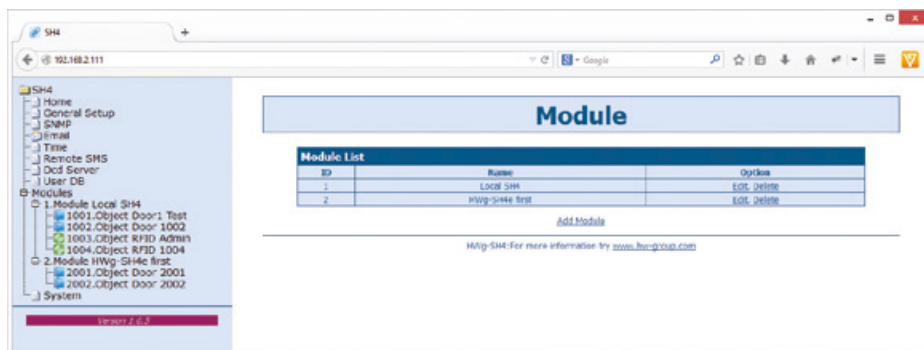 SH4
192.168.2.111
Google
SH4
Home
General Setup
SNMP
Email
Time
Remote SMS
Dcd Server
User DB
Modules
1.Module Local SH4
1001.Object Door1 Test
1002.Object Door 1002
1003.Object RFID Admin
1004.Object RFID 1004
2.Module HWg-SH4e first
2001.Object Door 2001
2002.Object Door 2002
System
Version 1.6.5
Module
Module List
ID Name Option
1 Local SH4 Edit, Delete
2 HWg-SH4e first Edit, Delete
Add Module
HWg-SH4:For more information try www.hw-group.com